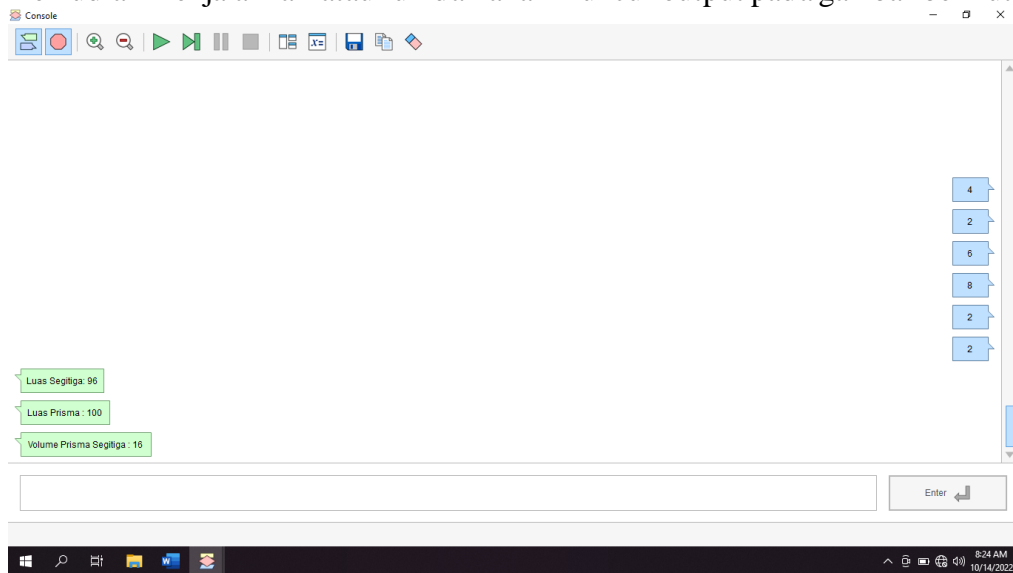 Console
4
2
6
8
2
2
Luas Segitiga: 96
Luas Prisma : 100
Volume Prisma Segitiga : 16
Enter
8:24 AM
10/14/2022